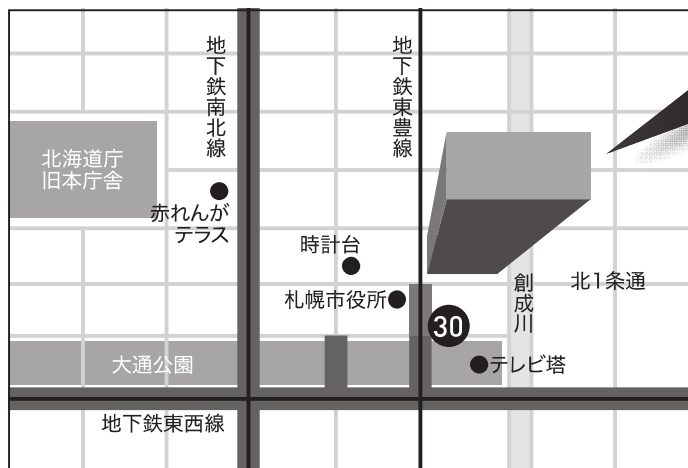 地下鉄南北線
地下鉄東豊線
北海道庁
旧本庁舎
赤れんが
テラス
時計台
札幌市役所
創成川
北1条通
30
大通公園
テレビ塔
地下鉄東西線